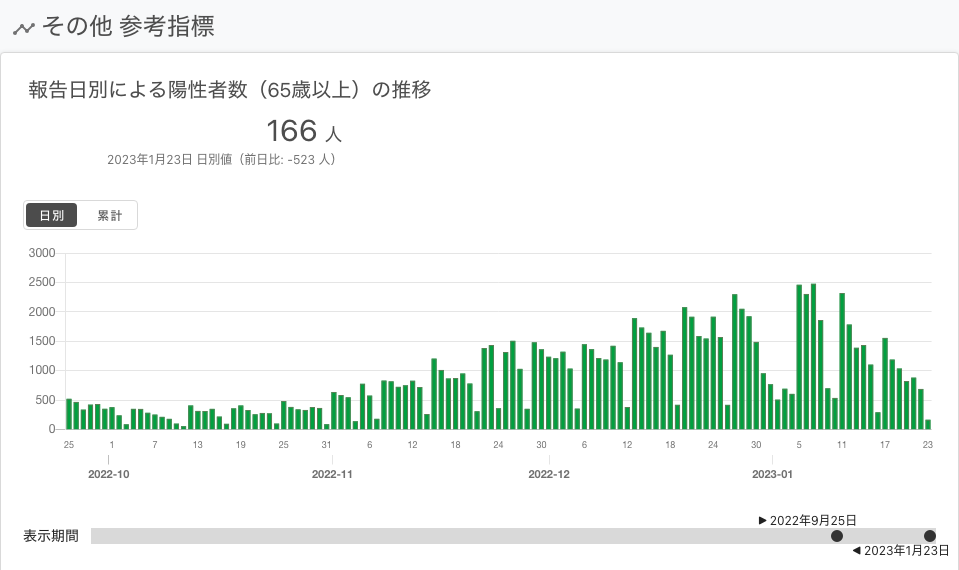 その他 参考指標
報告日別による陽性者数（65歳以上）の推移
166 人
2023年1月23日 日別値（前日比: -523 人）
日別 累計
3000
2500
2000
1500
1000
500
0
25 1 7 13 19 25 31 6 12 18 24 30 6 12 18 24 30 5 11 17 23
2022-10 2022-11 2022-12 2023-01
▶ 2022年9月25日
表示期間
◀ 2023年1月23日